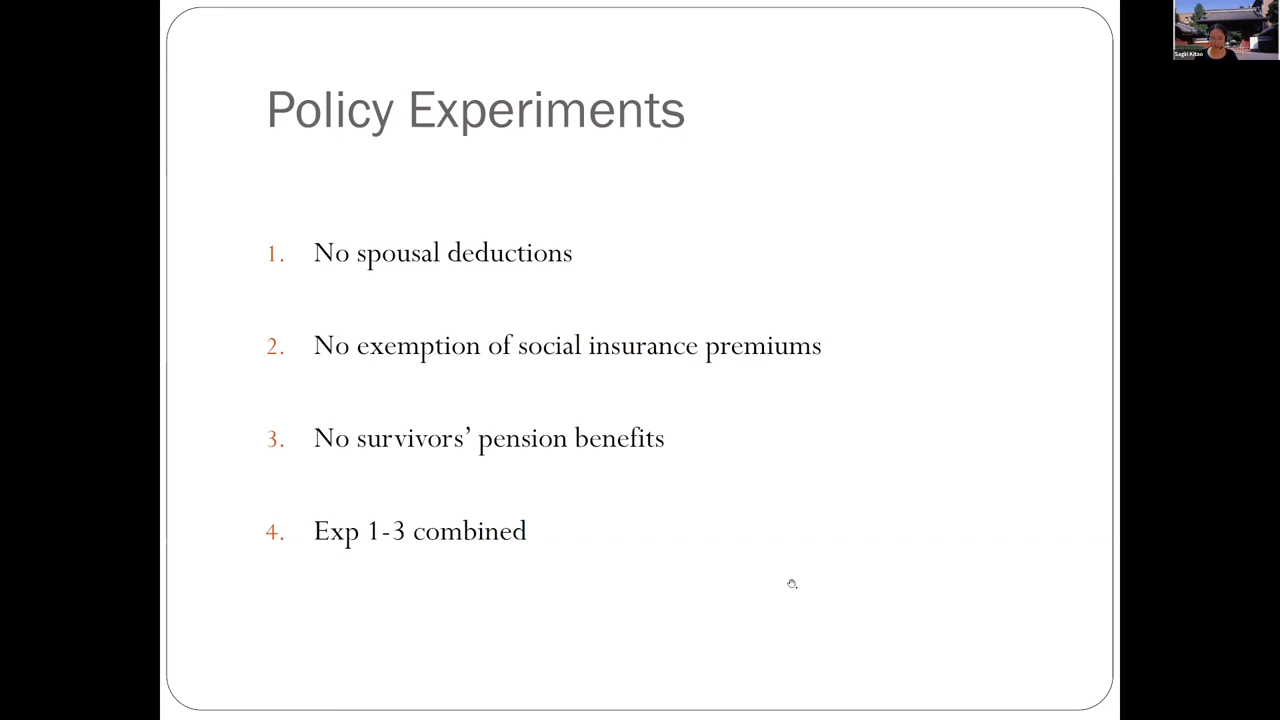 Policy Experiments
1. No spousal deductions
2. No exemption of social insurance premiums
3. No survivors’ pension benefits
4. Exp 1-3 combined
Sagiri Kitao